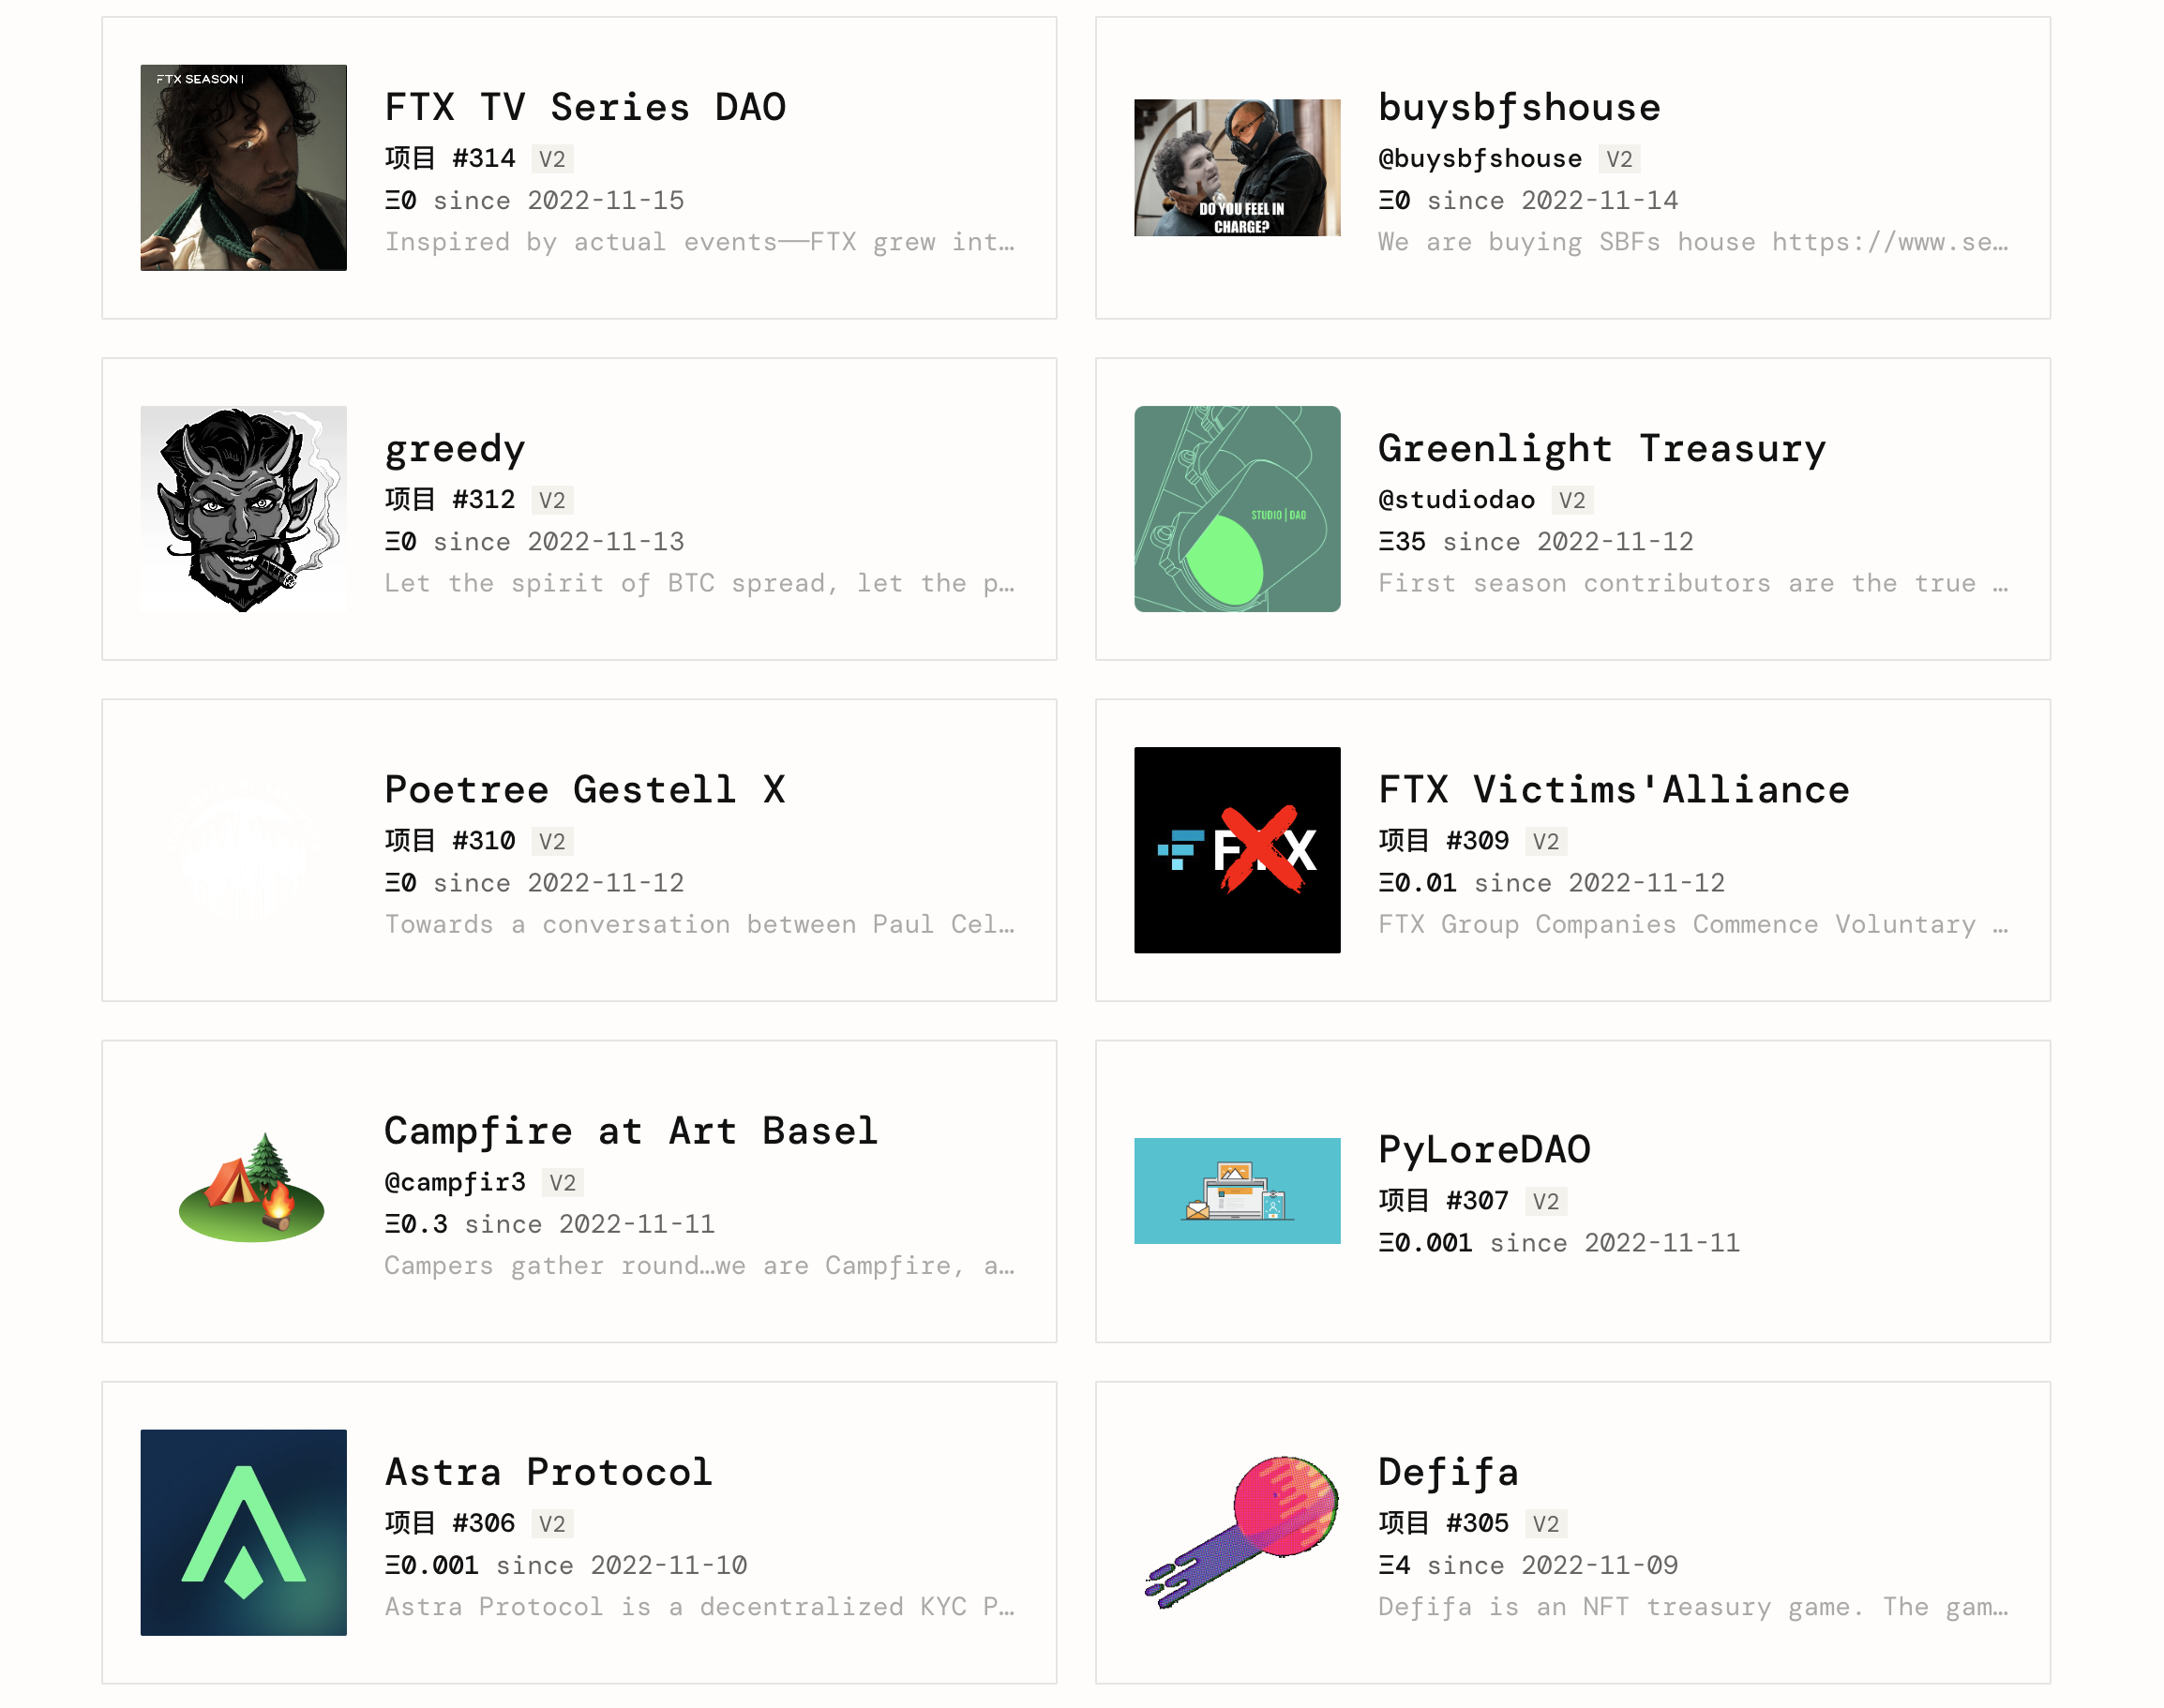 FTX SEASON I
FTX TV Series DAO
项目 #314 V2
Ξ0 since 2022-11-15
Inspired by actual events——FTX grew int…
DO YOU FEEL IN
CHARGE?
buysbfshouse
@buysbfshouse V2
Ξ0 since 2022-11-14
We are buying SBFs house https://www.se…
greedy
项目 #312 V2
Ξ0 since 2022-11-13
Let the spirit of BTC spread, let the p…
STUDIO | DAO
Greenlight Treasury
@studiodao V2
Ξ35 since 2022-11-12
First season contributors are the true …
Poetree Gestell X
项目 #310 V2
Ξ0 since 2022-11-12
Towards a conversation between Paul Cel…
FTX
FTX Victims'Alliance
项目 #309 V2
Ξ0.01 since 2022-11-12
FTX Group Companies Commence Voluntary …
Campfire at Art Basel
@campfir3 V2
Ξ0.3 since 2022-11-11
Campers gather round…we are Campfire, a…
PyLoreDAO
项目 #307 V2
Ξ0.001 since 2022-11-11
Astra Protocol
项目 #306 V2
Ξ0.001 since 2022-11-10
Astra Protocol is a decentralized KYC P…
Defifa
项目 #305 V2
Ξ4 since 2022-11-09
Defifa is an NFT treasury game. The gam…